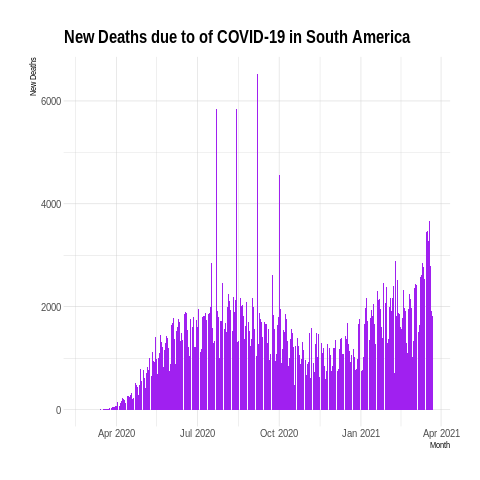 New Deaths due to of COVID-19 in South America
New Deaths
6000
4000
2000
0
Apr 2020 Jul 2020 Oct 2020 Jan 2021 Apr 2021
Month